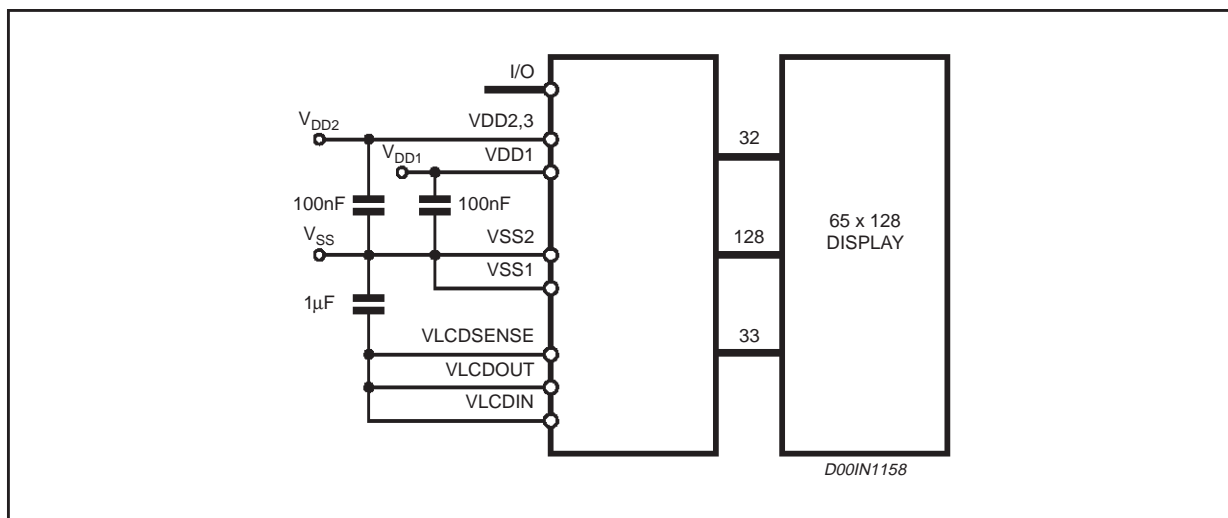 I/O
VDD2,3
VDD2
VDD1
VDD1
100nF
100nF
VSS
VSS2
VSS1
1μF
VLCDSENSE
VLCDOUT
VLCDIN
32
128
33
65 x 128
DISPLAY
D00IN1158